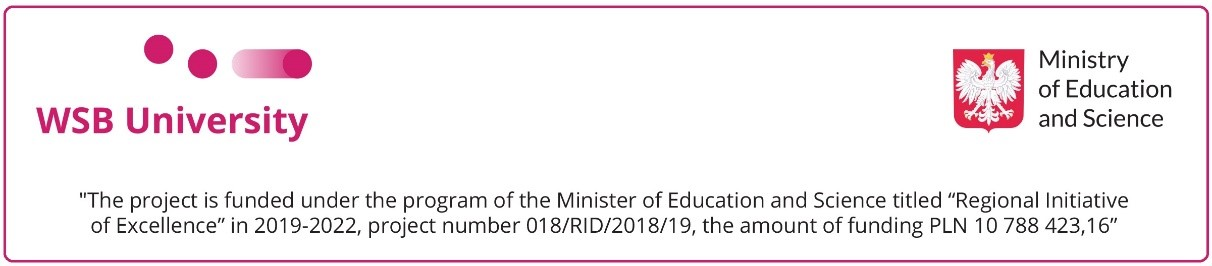 WSB University
Ministry
of Education
and Science
"The project is funded under the program of the Minister of Education and Science titled “Regional Initiative
of Excellence” in 2019-2022, project number 018/RID/2018/19, the amount of funding PLN 10 788 423,16”